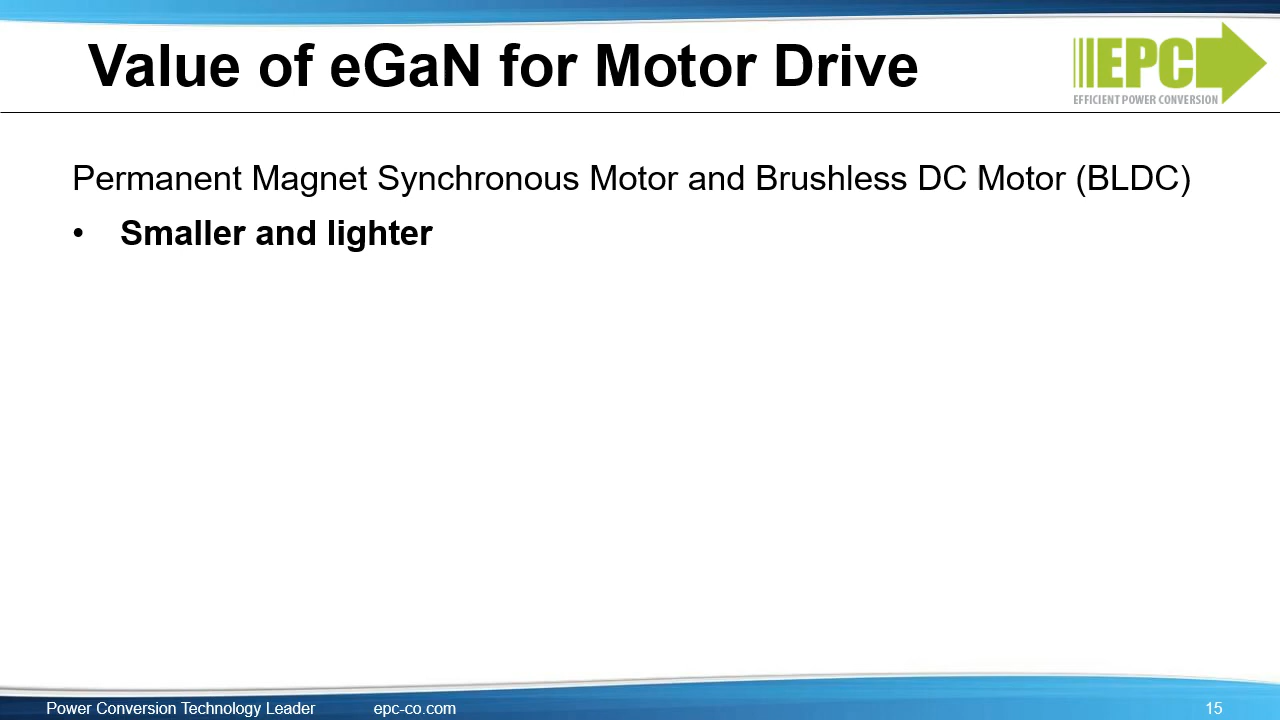 Value of eGaN for Motor Drive
EPC
EFFICIENT POWER CONVERSION
Permanent Magnet Synchronous Motor and Brushless DC Motor (BLDC)
• Smaller and lighter
Power Conversion Technology Leader epc-co.com 15